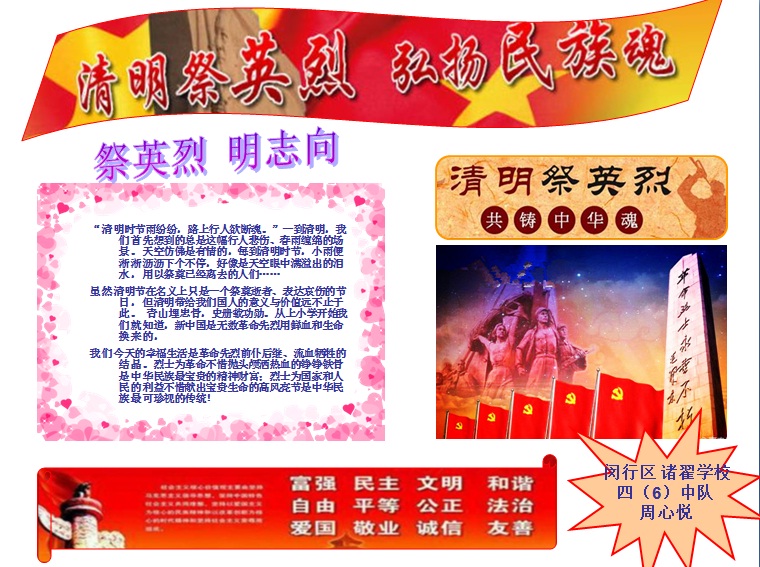 清明祭英烈 弘扬民族魂
祭英烈 明志向
“清明时节雨纷纷，路上行人欲断魂。”一到清明，我
们首先想到的总是这幅行人悲伤、春雨缠绵的场
景。天空仿佛是有情的，每到清明时节，小雨便
淅淅沥沥下个不停，好像是天空眼中满溢出的泪
水，用以祭奠已经离去的人们……
虽然清明节在名义上只是一个祭奠逝者、表达哀伤的节
日，但清明带给我们国人的意义与价值远不止于
此。青山埋忠骨，史册载功勋。从上小学开始我
们就知道，新中国是无数革命先烈用鲜血和生命
换来的。
我们今天的幸福生活是革命先烈前仆后继、流血牺牲的
结晶。烈士为革命不惜抛头颅洒热血的铮铮铁骨
是中华民族最宝贵的精神财富；烈士为国家和人
民的利益不惜献出宝贵生命的高风亮节是中华民
族最可珍视的传统！
清明祭英烈
共铸中华魂
革命烈士永垂不朽
富强 民主 文明 和谐
自由 平等 公正 法治
爱国 敬业 诚信 友善
闵行区 诸翟学校
四（6）中队
周心悦